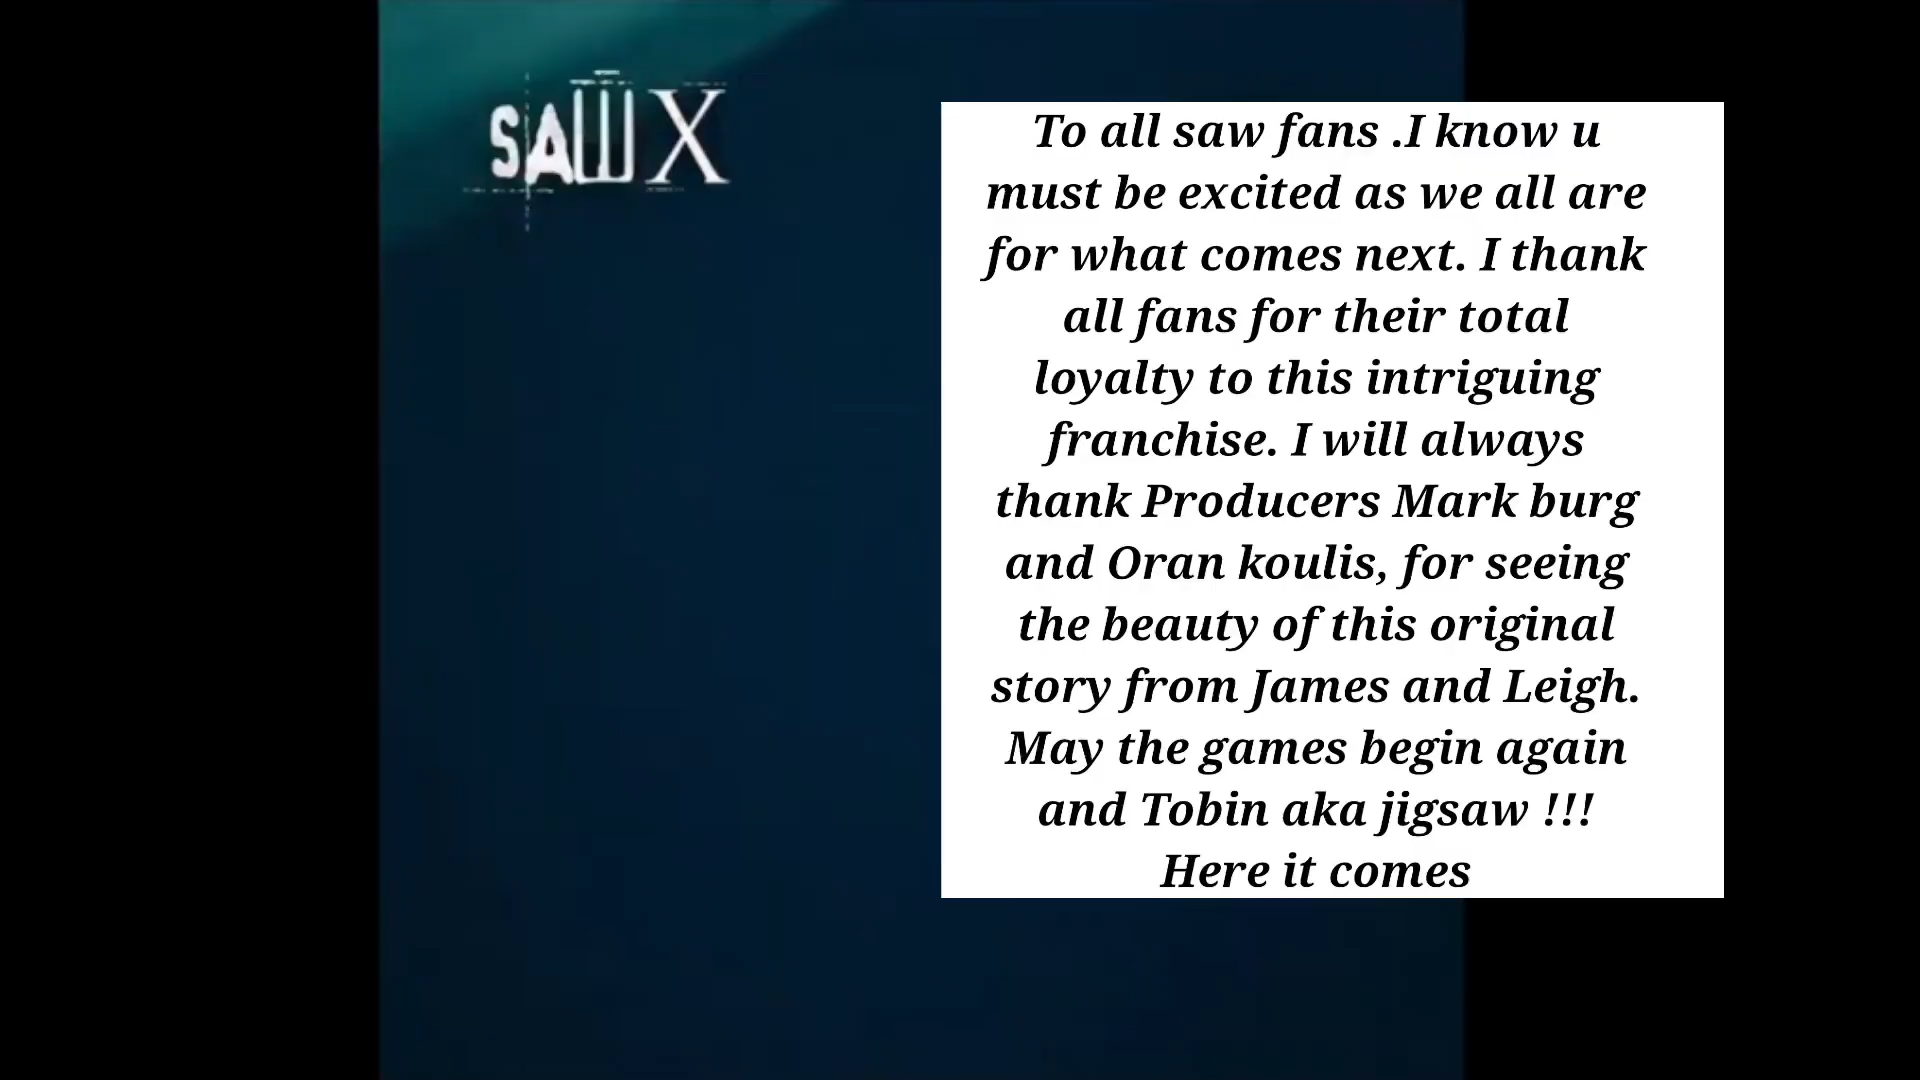 SAW X
To all saw fans .I know u
must be excited as we all are
for what comes next. I thank
all fans for their total
loyalty to this intriguing
franchise. I will always
thank Producers Mark burg
and Oran koulis, for seeing
the beauty of this original
story from James and Leigh.
May the games begin again
and Tobin aka jigsaw !!!
Here it comes